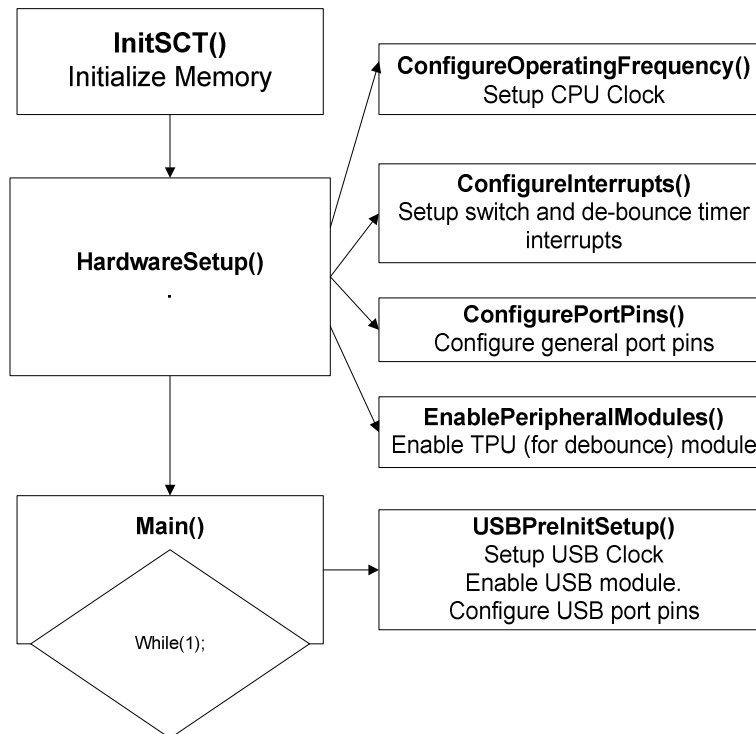 InitSCT()
Initialize Memory
ConfigureOperatingFrequency()
Setup CPU Clock
ConfigureInterrupts()
Setup switch and de-bounce timer
interrupts
HardwareSetup()
.
ConfigurePortPins()
Configure general port pins
EnablePeripheralModules()
Enable TPU (for debounce) module
Main()
While(1);
USBPreInitSetup()
Setup USB Clock
Enable USB module.
Configure USB port pins